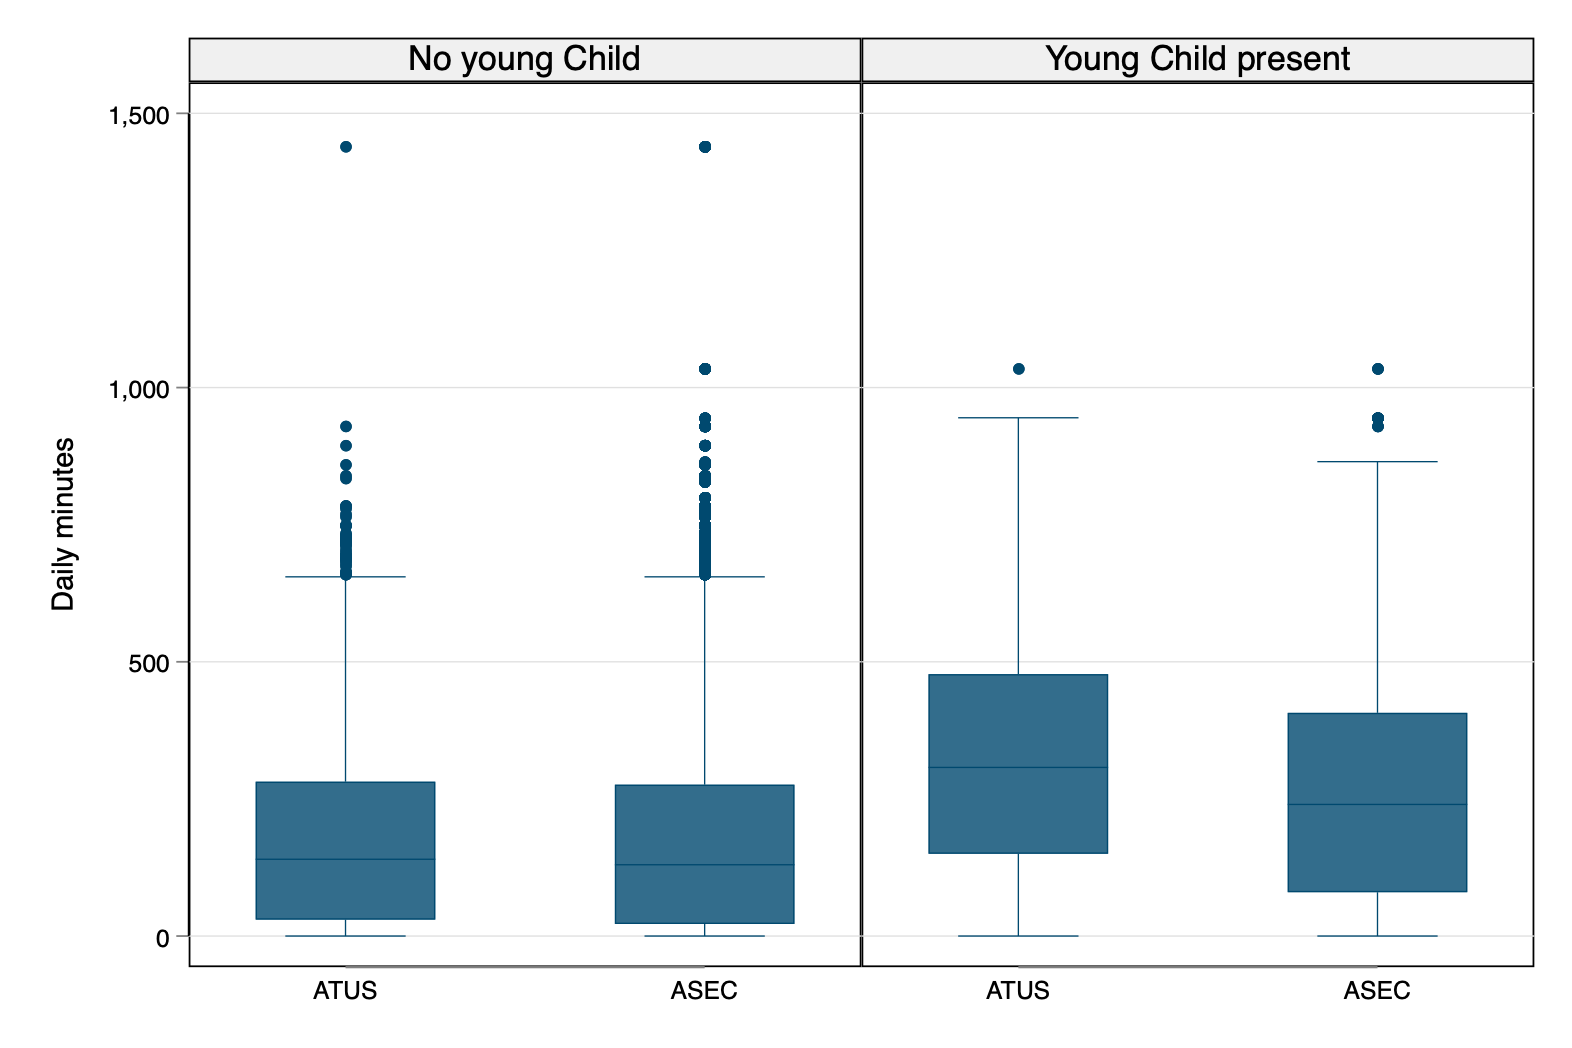 No young Child
Young Child present
Daily minutes
1,500
1,000
500
0
ATUS
ASEC
ATUS
ASEC